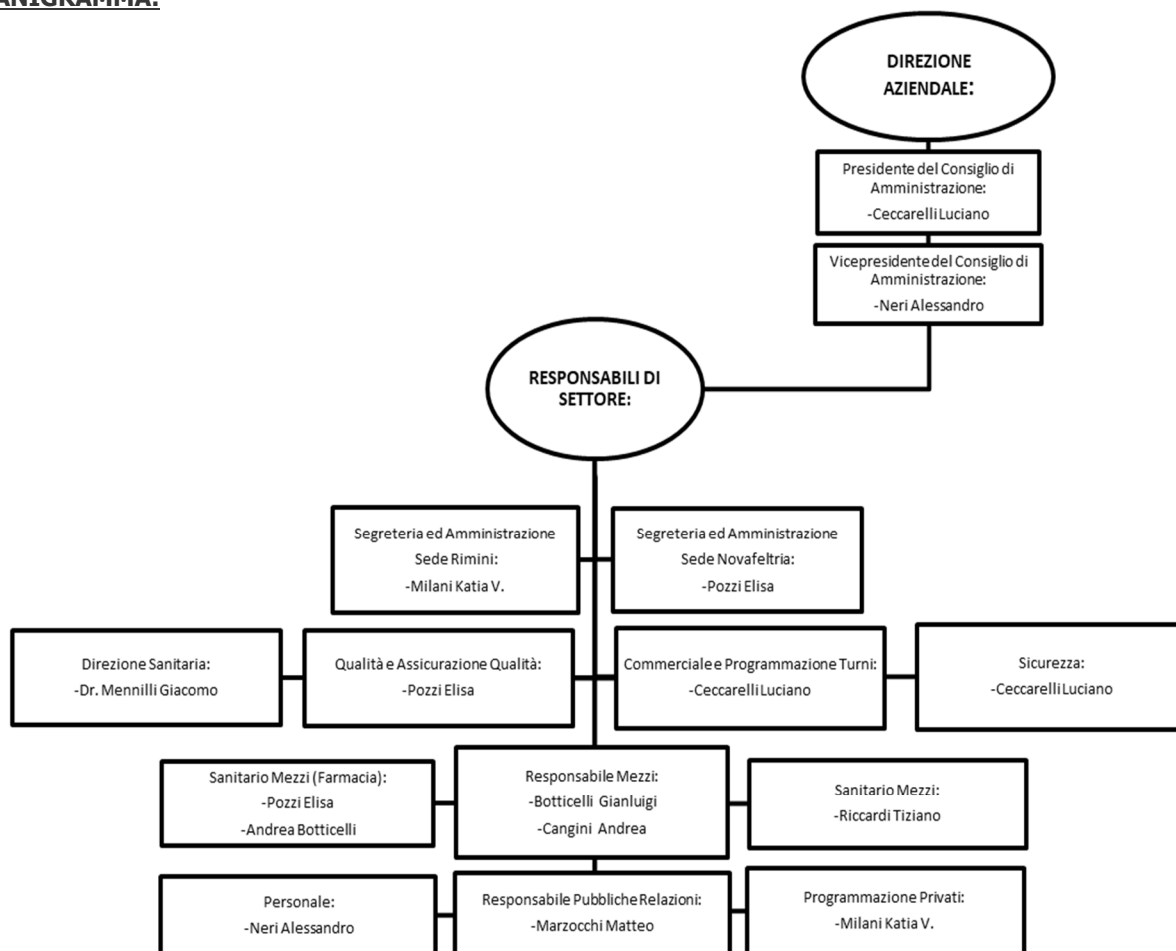 ANIGRAMMA:
DIREZIONE
AZIENDALE:
Presidente del Consiglio di
Amministrazione:
-Ceccarelli Luciano
Vicepresidente del Consiglio di
Amministrazione:
-Neri Alessandro
RESPONSABILI DI
SETTORE:
Segreteria ed Amministrazione
Sede Rimini:
-Milani Katia V.
Segreteria ed Amministrazione
Sede Novafeltria:
-Pozzi Elisa
Direzione Sanitaria:
-Dr. Mennilli Giacomo
Qualità e Assicurazione Qualità:
-Pozzi Elisa
Commerciale e Programmazione Turni:
-Ceccarelli Luciano
Sicurezza:
-Ceccarelli Luciano
Sanitario Mezzi (Farmacia):
-Pozzi Elisa
-Andrea Botticelli
Responsabile Mezzi:
-Botticelli Gianluigi
-Cangini Andrea
Sanitario Mezzi:
-Riccardi Tiziano
Personale:
-Neri Alessandro
Responsabile Pubbliche Relazioni:
-Marzocchi Matteo
Programmazione Privati:
-Milani Katia V.